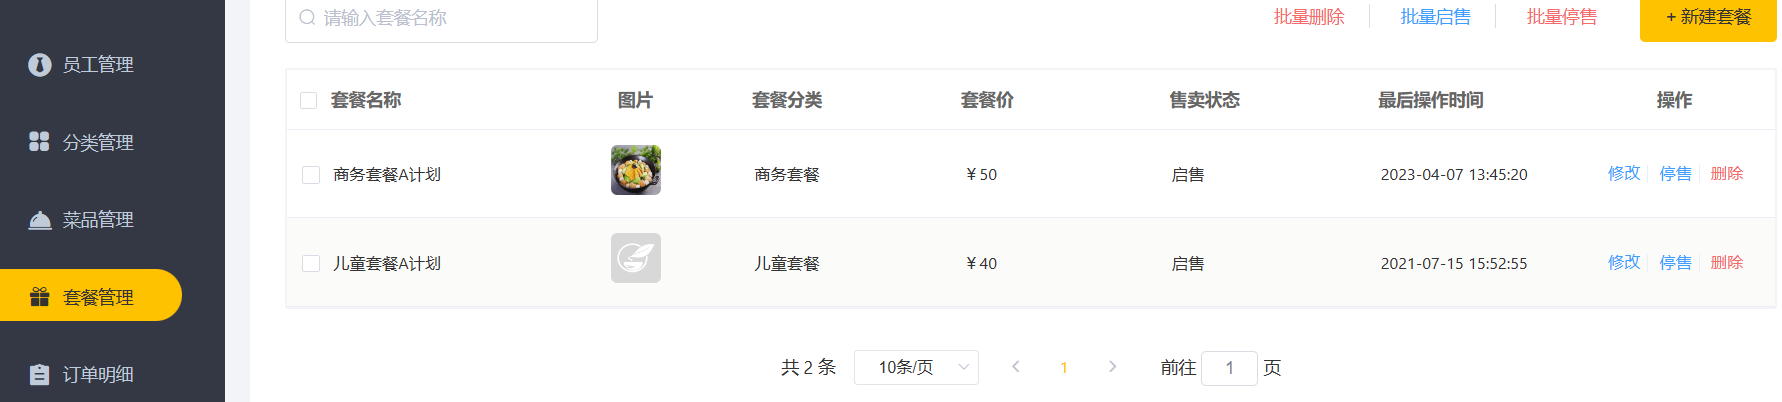 请输入套餐名称 批量删除 批量启售 批量停售 + 新建套餐
员工管理
分类管理
菜品管理
套餐管理
订单明细
套餐名称 图片 套餐分类 套餐价 售卖状态 最后操作时间 操作
商务套餐A计划 商务套餐 ￥50 启售 2023-04-07 13:45:20 修改 停售 删除
儿童套餐A计划 儿童套餐 ￥40 启售 2021-07-15 15:52:55 修改 停售 删除
共 2 条 10条/页 1 前往 1 页